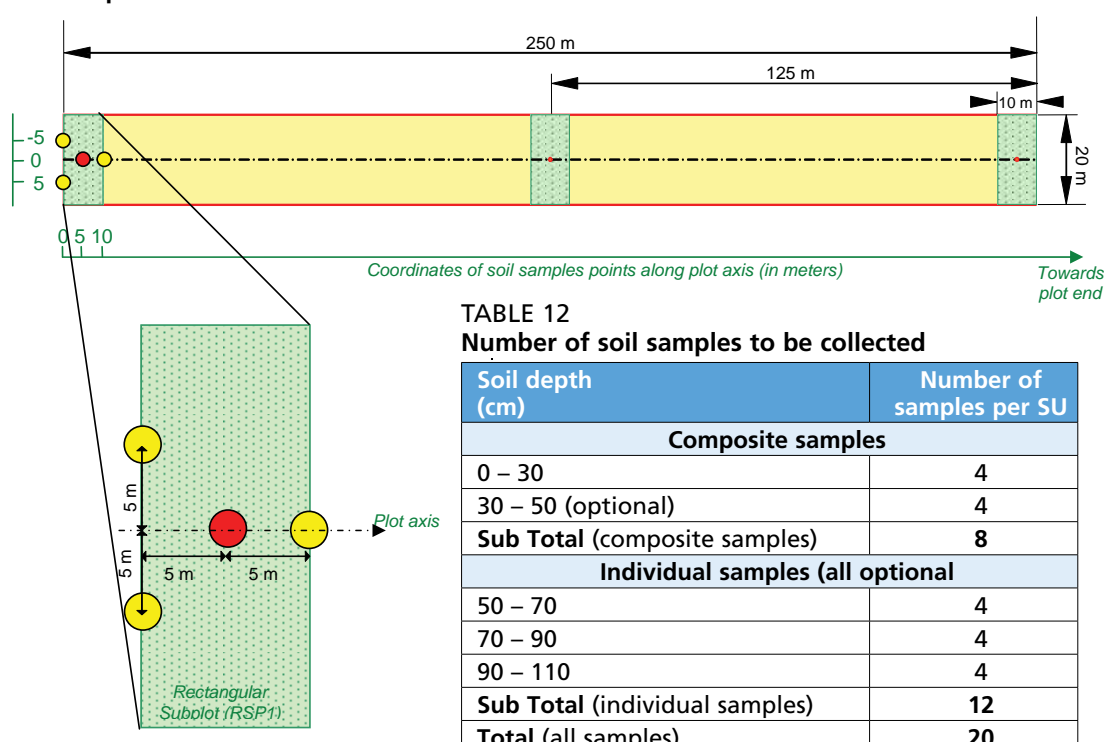 250 m
125 m
10 m
20 m
-5
0
5
0 5 10
Coordinates of soil samples points along plot axis (in meters)
Towards
plot end
5 m
5 m
5 m
5 m
Plot axis
Rectangular
Subplot (RSP1)
TABLE 12
Number of soil samples to be collected
Soil depth
(cm)
Number of
samples per SU
Composite samples
0 – 30 4
30 – 50 (optional) 4
Sub Total (composite samples) 8
Individual samples (all optional
50 – 70 4
70 – 90 4
90 – 110 4
Sub Total (individual samples) 12
Total (all samples) 20